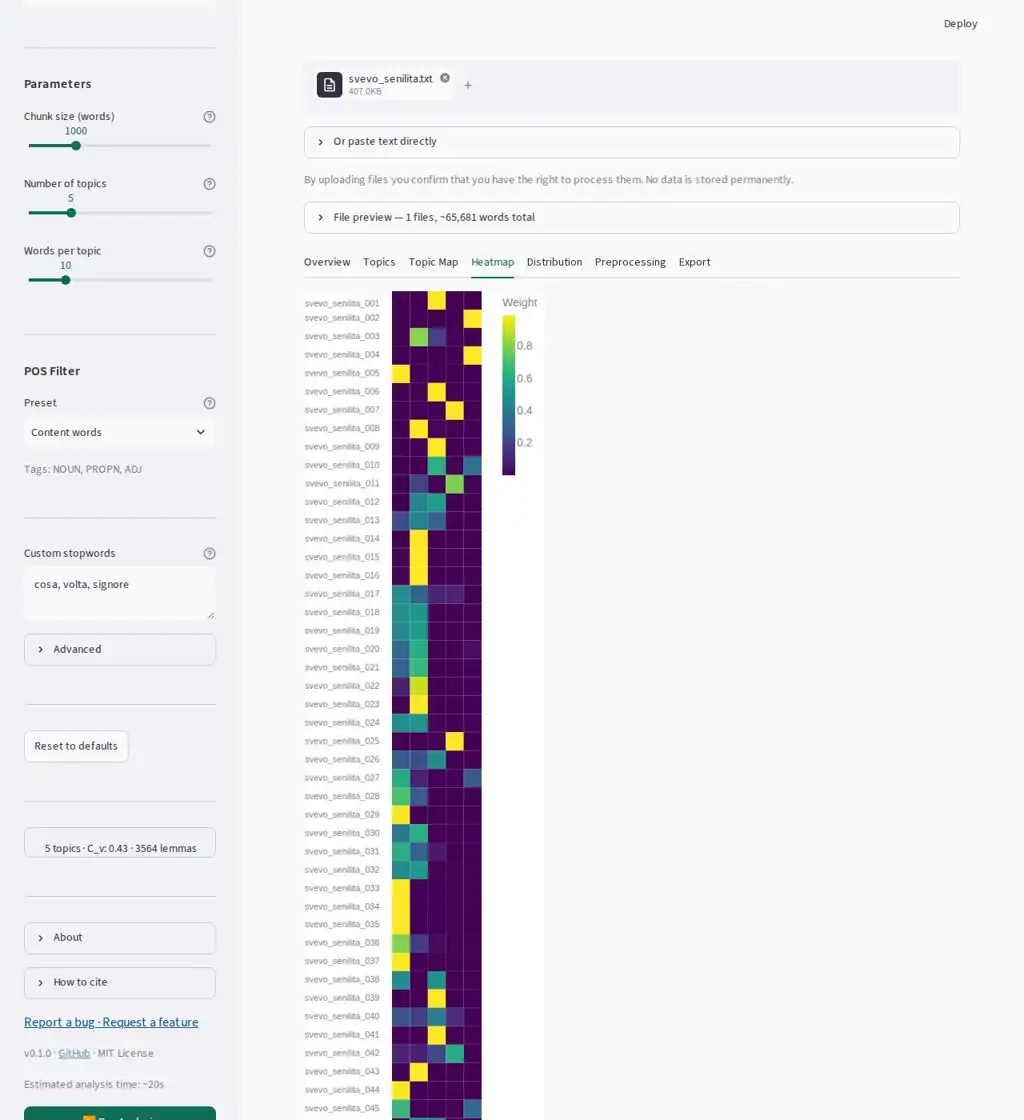 Deploy
Parameters
Chunk size (words)
1000
Number of topics
5
Words per topic
10
POS Filter
Preset
Content words
Tags: NOUN, PROPN, ADJ
Custom stopwords
cosa, volta, signore
Advanced
Reset to defaults
5 topics · C_v: 0.43 · 3564 lemmas
About
How to cite
Report a bug · Request a feature
v0.1.0 · GitHub · MIT License
Estimated analysis time: ~20s
svevo_senilita.txt
407.0KB
Or paste text directly
By uploading files you confirm that you have the right to process them. No data is stored permanently.
File preview — 1 files, ~65,681 words total
Overview Topics Topic Map Heatmap Distribution Preprocessing Export
svevo_senilita_001
svevo_senilita_002
svevo_senilita_003
svevo_senilita_004
svevo_senilita_005
svevo_senilita_006
svevo_senilita_007
svevo_senilita_008
svevo_senilita_009
svevo_senilita_010
svevo_senilita_011
svevo_senilita_012
svevo_senilita_013
svevo_senilita_014
svevo_senilita_015
svevo_senilita_016
svevo_senilita_017
svevo_senilita_018
svevo_senilita_019
svevo_senilita_020
svevo_senilita_021
svevo_senilita_022
svevo_senilita_023
svevo_senilita_024
svevo_senilita_025
svevo_senilita_026
svevo_senilita_027
svevo_senilita_028
svevo_senilita_029
svevo_senilita_030
svevo_senilita_031
svevo_senilita_032
svevo_senilita_033
svevo_senilita_034
svevo_senilita_035
svevo_senilita_036
svevo_senilita_037
svevo_senilita_038
svevo_senilita_039
svevo_senilita_040
svevo_senilita_041
svevo_senilita_042
svevo_senilita_043
svevo_senilita_044
svevo_senilita_045
Weight
0.8
0.6
0.4
0.2